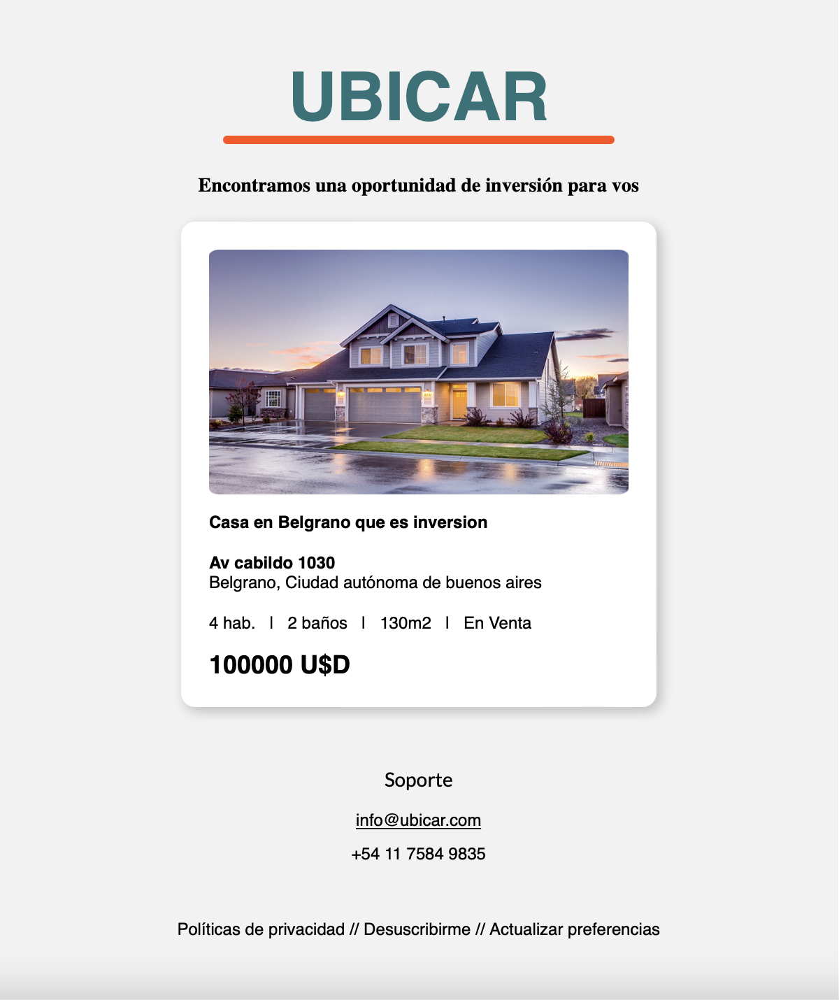 UBICAR
Encontramos una oportunidad de inversión para vos
Casa en Belgrano que es inversion
Av cabildo 1030
Belgrano, Ciudad autónoma de buenos aires
4 hab. | 2 baños | 130m2 | En Venta
100000 U$D
Soporte
info@ubicar.com
+54 11 7584 9835
Políticas de privacidad // Desuscribirme // Actualizar preferencias